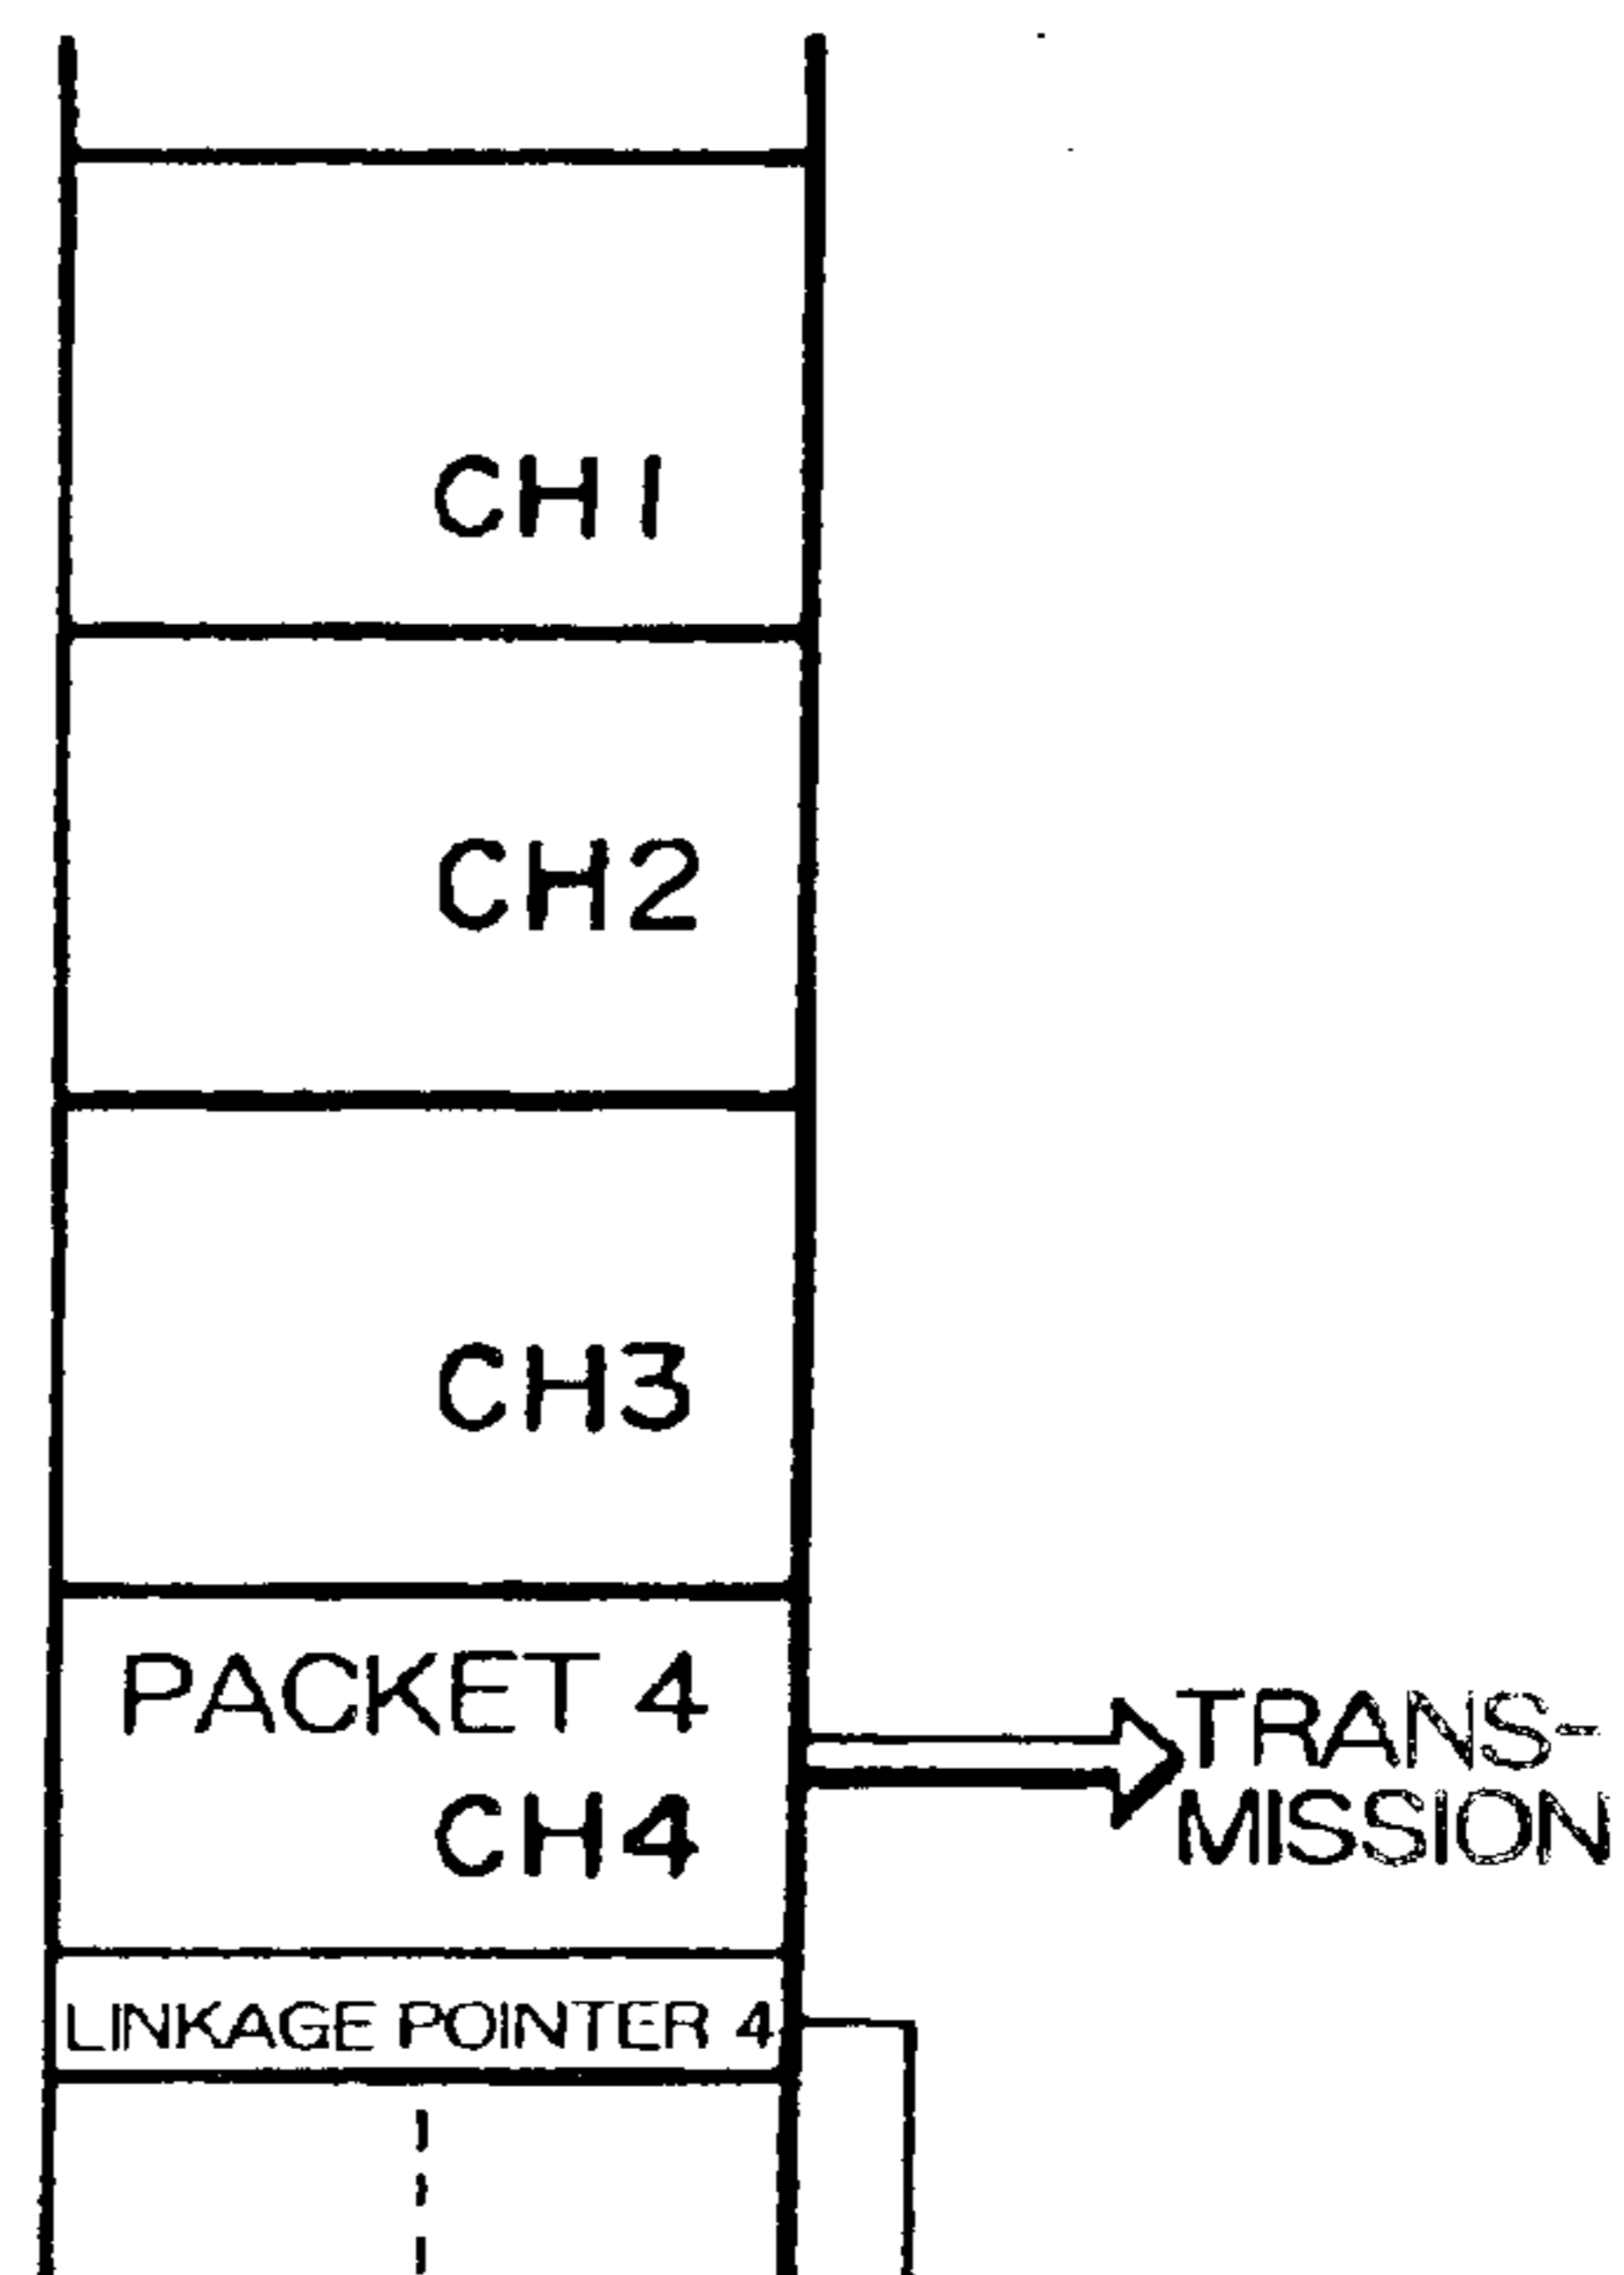 CH1
CH2
CH3
PACKET 4
CH4
TRANS-
MISSION
LINKAGE POINTER 4